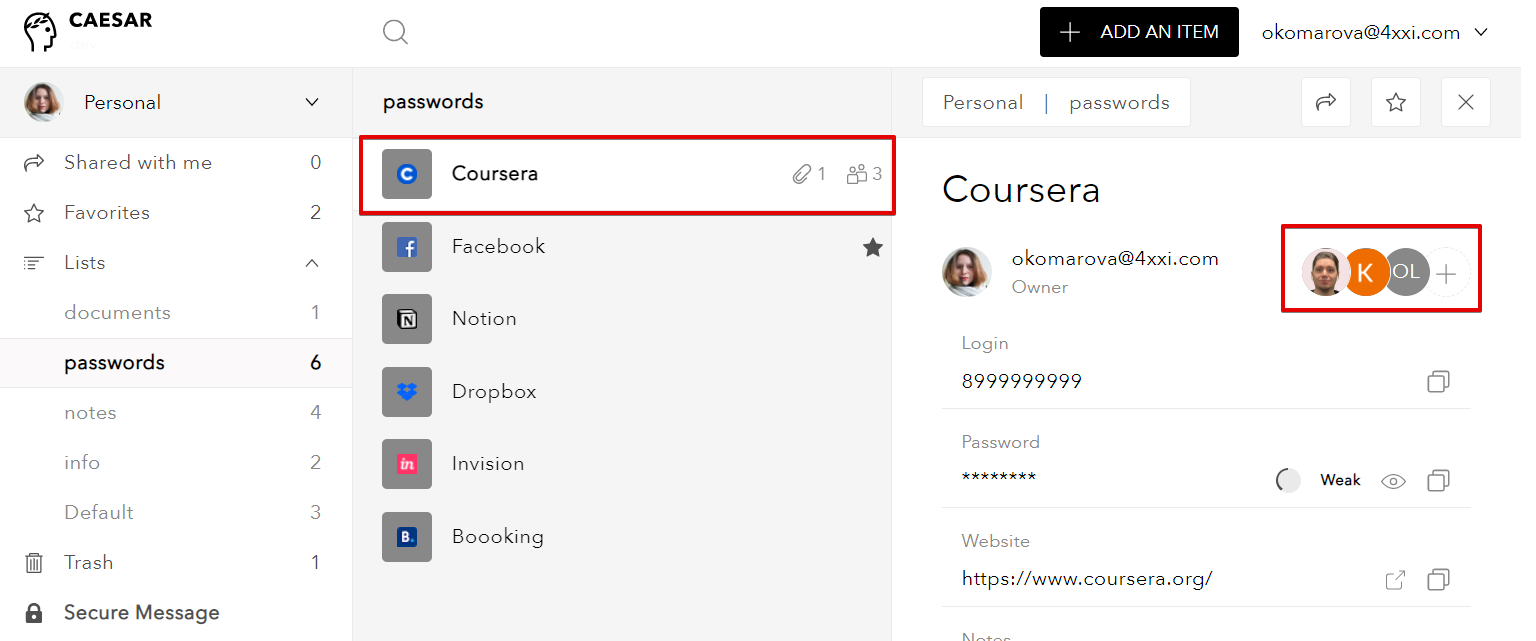 CAESAR
ADD AN ITEM
okomarova@4xxi.com
Personal
Shared with me 0
Favorites 2
Lists
documents 1
passwords 6
notes 4
info 2
Default 3
Trash 1
Secure Message
passwords
C
Coursera 1 3
f
Facebook
N
Notion
Dropbox
in
Invision
B.
Boooking
Personal | passwords
Coursera
okomarova@4xxi.com
Owner
K
OL
Login
8999999999
Password
********
Weak
Website
https://www.coursera.org/
Notes